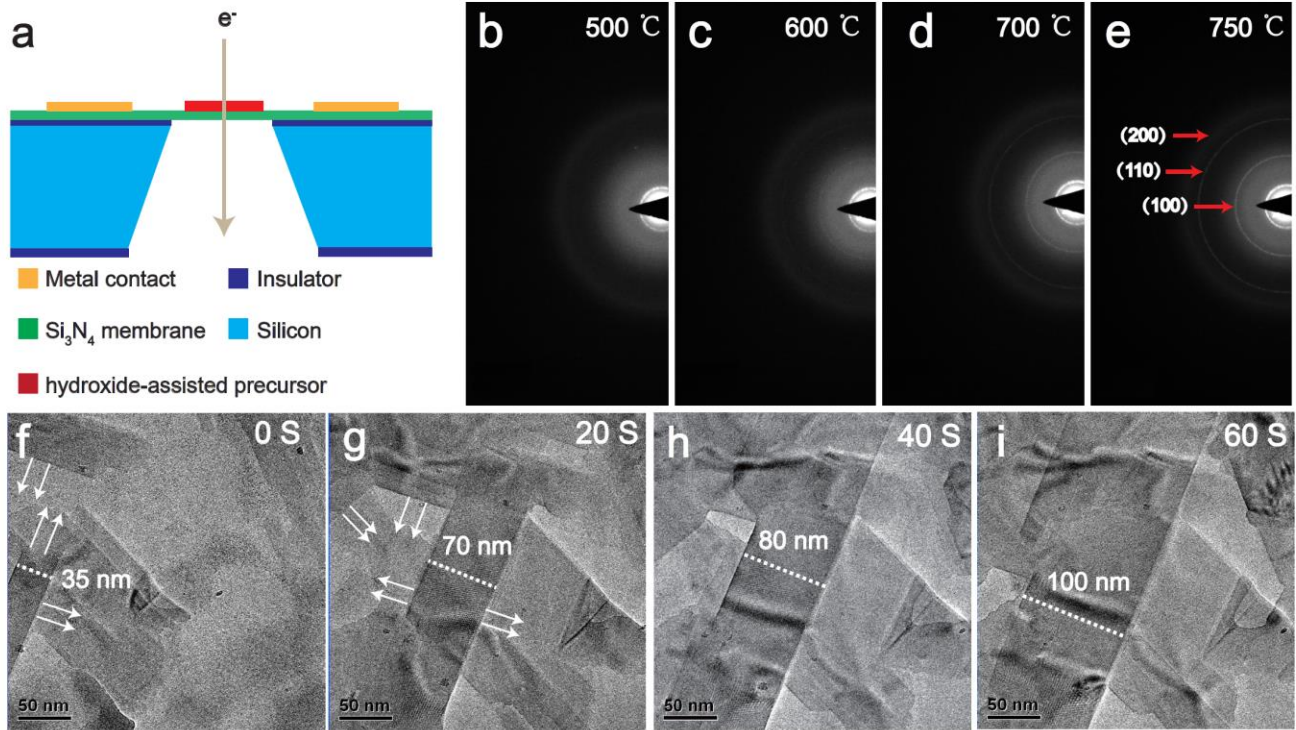 a
e-
Metal contact
Insulator
Si3N4 membrane
Silicon
hydroxide-assisted precursor
b
500 ℃
c
600 ℃
d
700 ℃
e
750 ℃
(200)
(110)
(100)
f
0 S
35 nm
50 nm
g
20 S
70 nm
50 nm
h
40 S
80 nm
50 nm
i
60 S
100 nm
50 nm